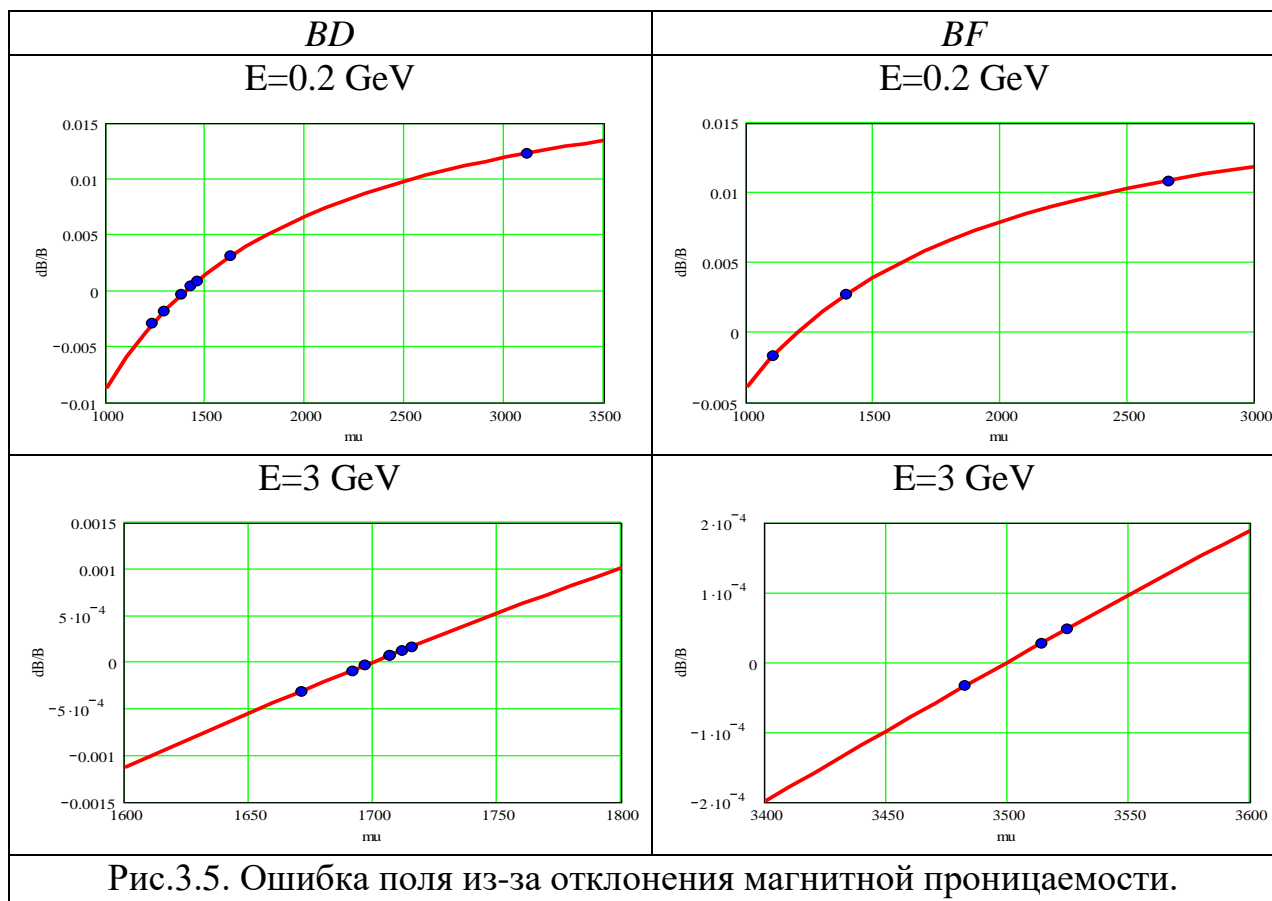 BD
BF
E=0.2 GeV
E=0.2 GeV
0.015
0.01
0.005
0
−0.005
−0.01
dB/B
1000 1500 2000 2500 3000 3500
mu
0.015
0.01
0.005
0
−0.005
dB/B
1000 1500 2000 2500 3000
mu
E=3 GeV
E=3 GeV
0.0015
0.001
5·10⁻⁴
0
−5·10⁻⁴
−0.001
−0.0015
dB/B
1600 1650 1700 1750 1800
mu
2·10⁻⁴
1·10⁻⁴
0
−1·10⁻⁴
−2·10⁻⁴
dB/B
3400 3450 3500 3550 3600
mu
Рис.3.5. Ошибка поля из-за отклонения магнитной проницаемости.